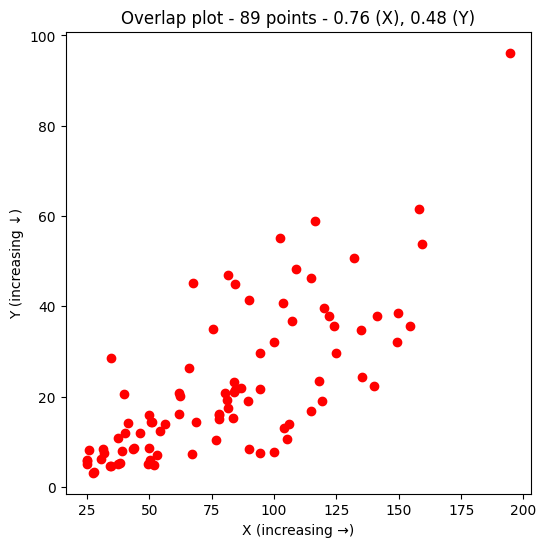 Overlap plot - 89 points - 0.76 (X), 0.48 (Y)
100
80
60
40
20
0
Y (increasing ↓)
25 50 75 100 125 150 175 200
X (increasing →)